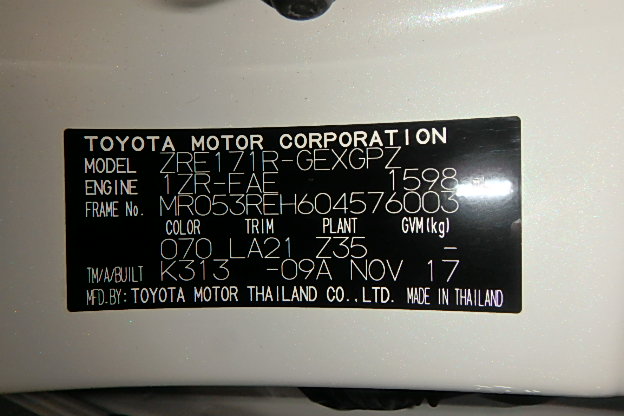 TOYOTA MOTOR CORPORATION
MODEL ZRE171R-GEXGPZ
ENGINE 1ZR-FAE 1598
FRAME No. MR053REH604576003
COLOR TRIM PLANT GVM(kg)
070 LA21 Z35 -
TM/A/BUILT K313 -09A NOV 17
MFD.BY: TOYOTA MOTOR THAILAND CO.,LTD. MADE IN THAILAND